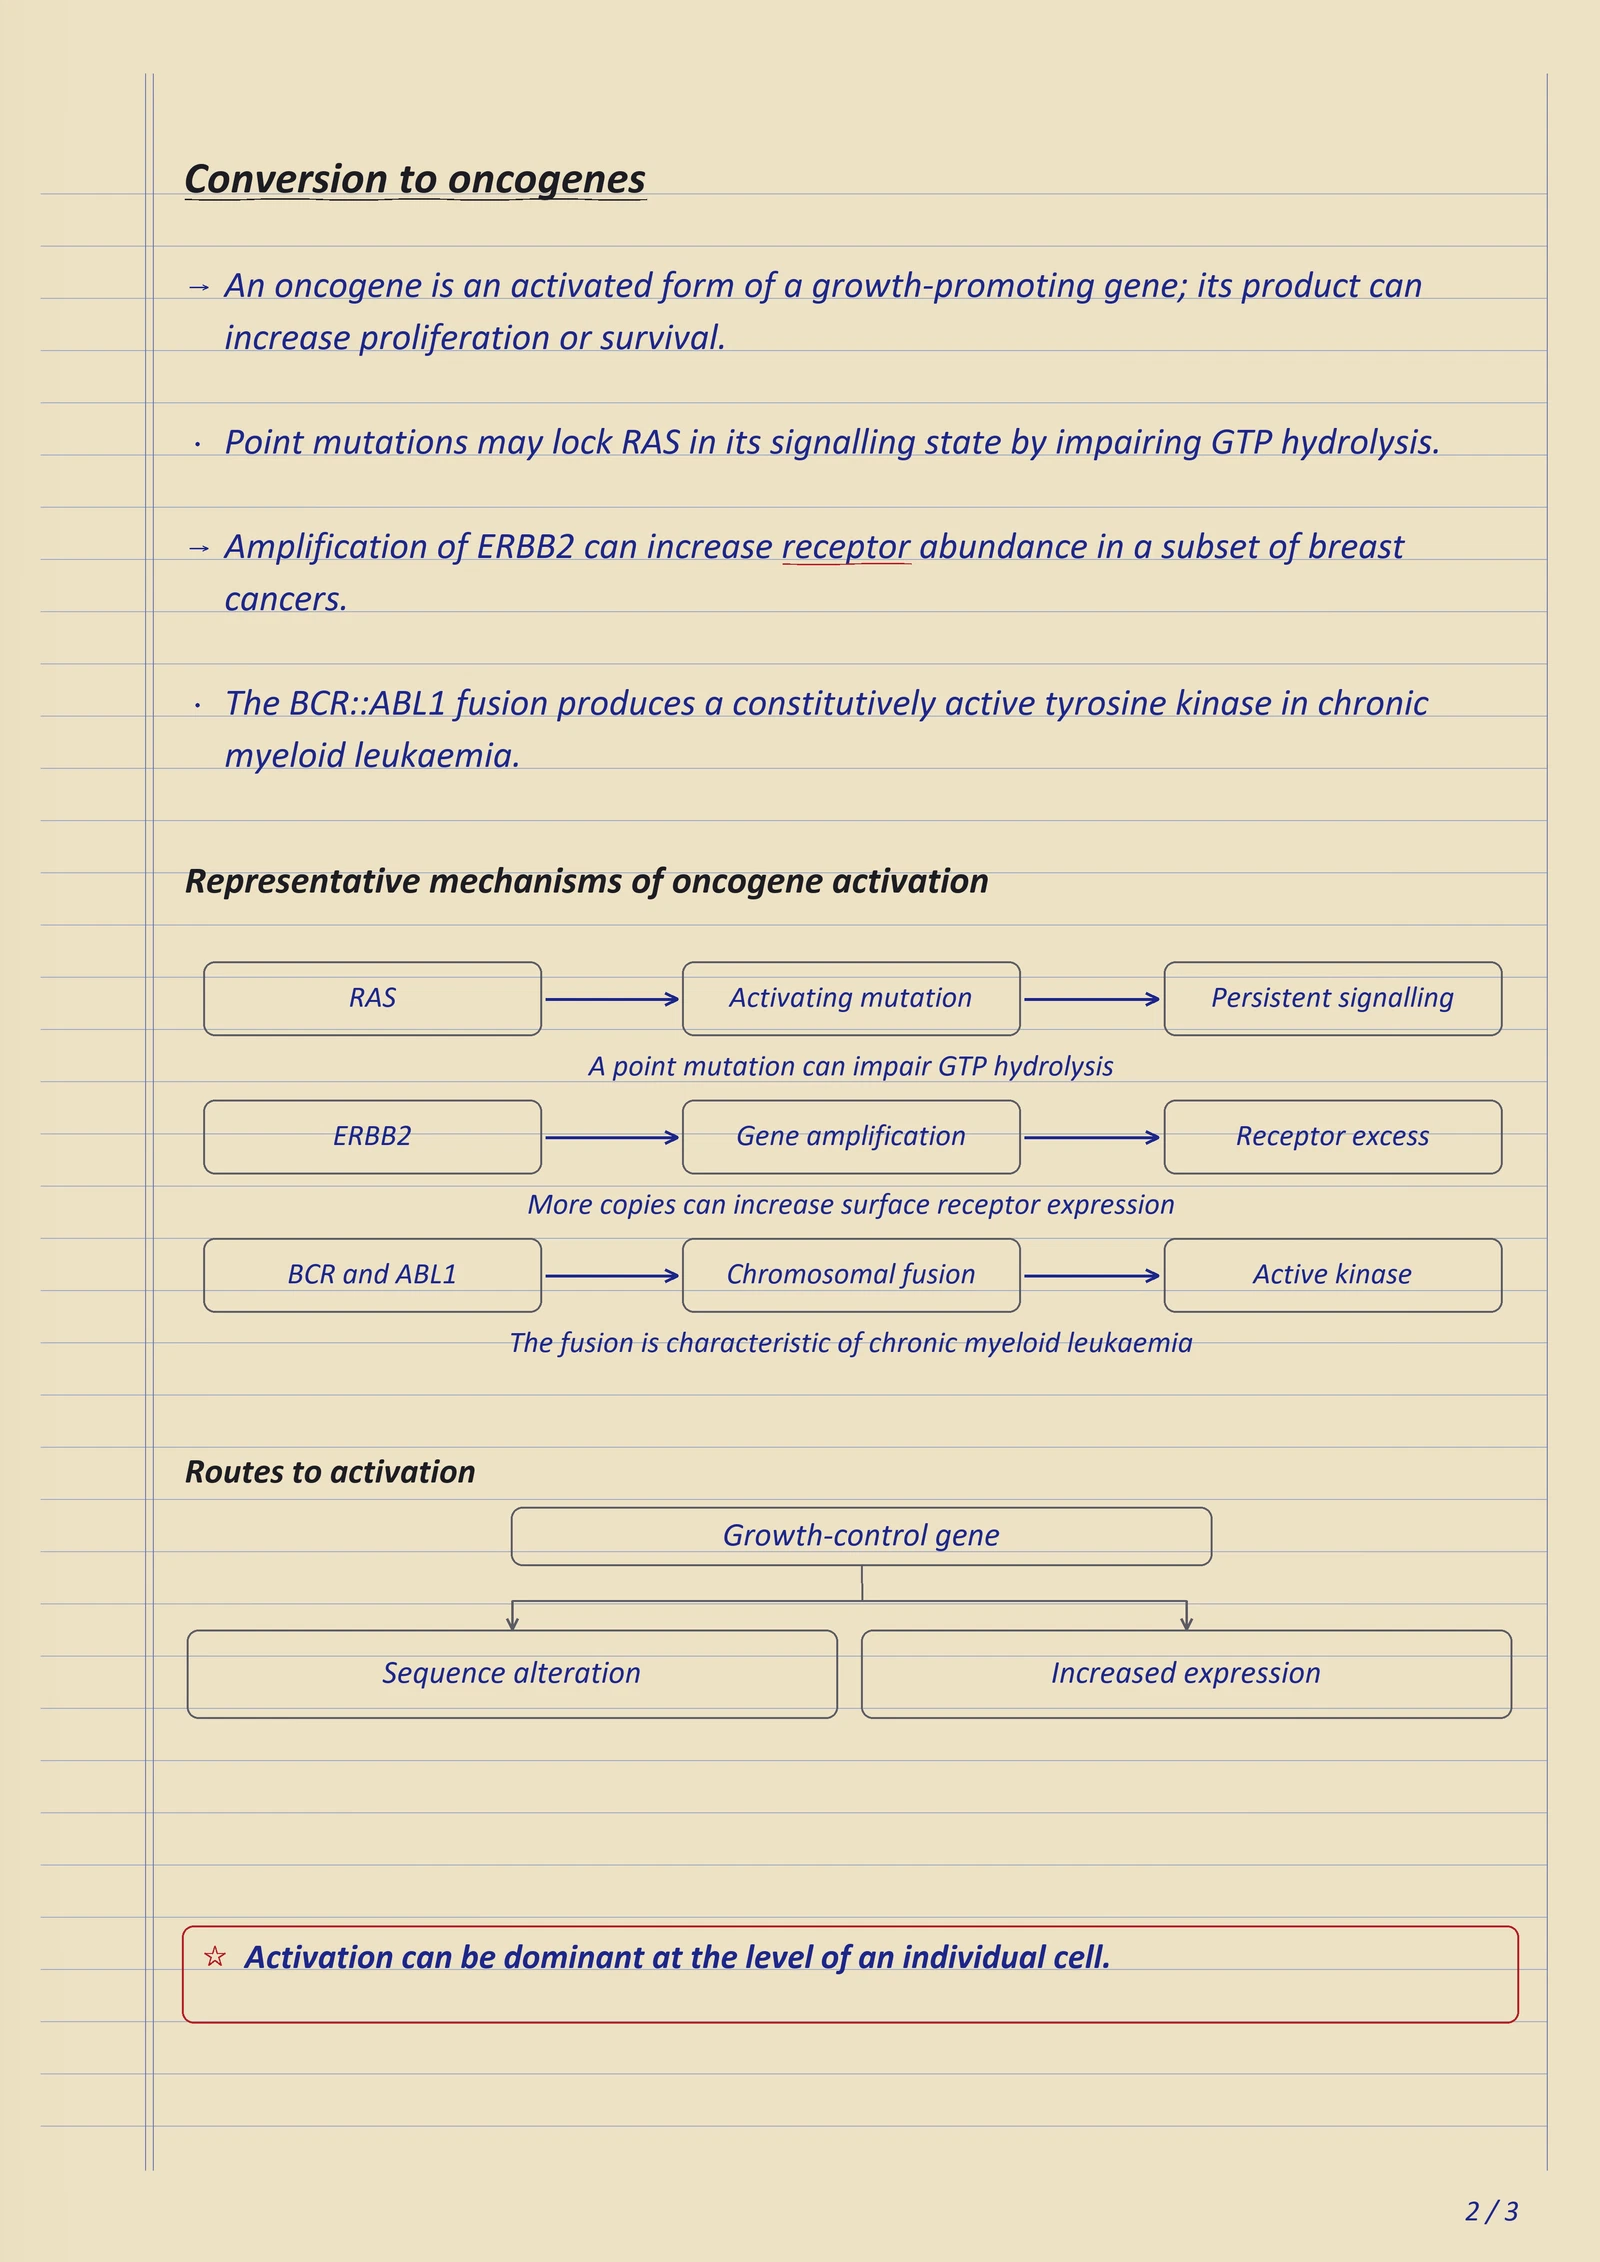 Conversion to oncogenes
→ An oncogene is an activated form of a growth-promoting gene; its product can
increase proliferation or survival.
· Point mutations may lock RAS in its signalling state by impairing GTP hydrolysis.
→ Amplification of ERBB2 can increase receptor abundance in a subset of breast
cancers.
· The BCR::ABL1 fusion produces a constitutively active tyrosine kinase in chronic
myeloid leukaemia.
Representative mechanisms of oncogene activation
RAS
Activating mutation
Persistent signalling
A point mutation can impair GTP hydrolysis
ERBB2
Gene amplification
Receptor excess
More copies can increase surface receptor expression
BCR and ABL1
Chromosomal fusion
Active kinase
The fusion is characteristic of chronic myeloid leukaemia
Routes to activation
Growth-control gene
Sequence alteration
Increased expression
☆ Activation can be dominant at the level of an individual cell.
2 / 3